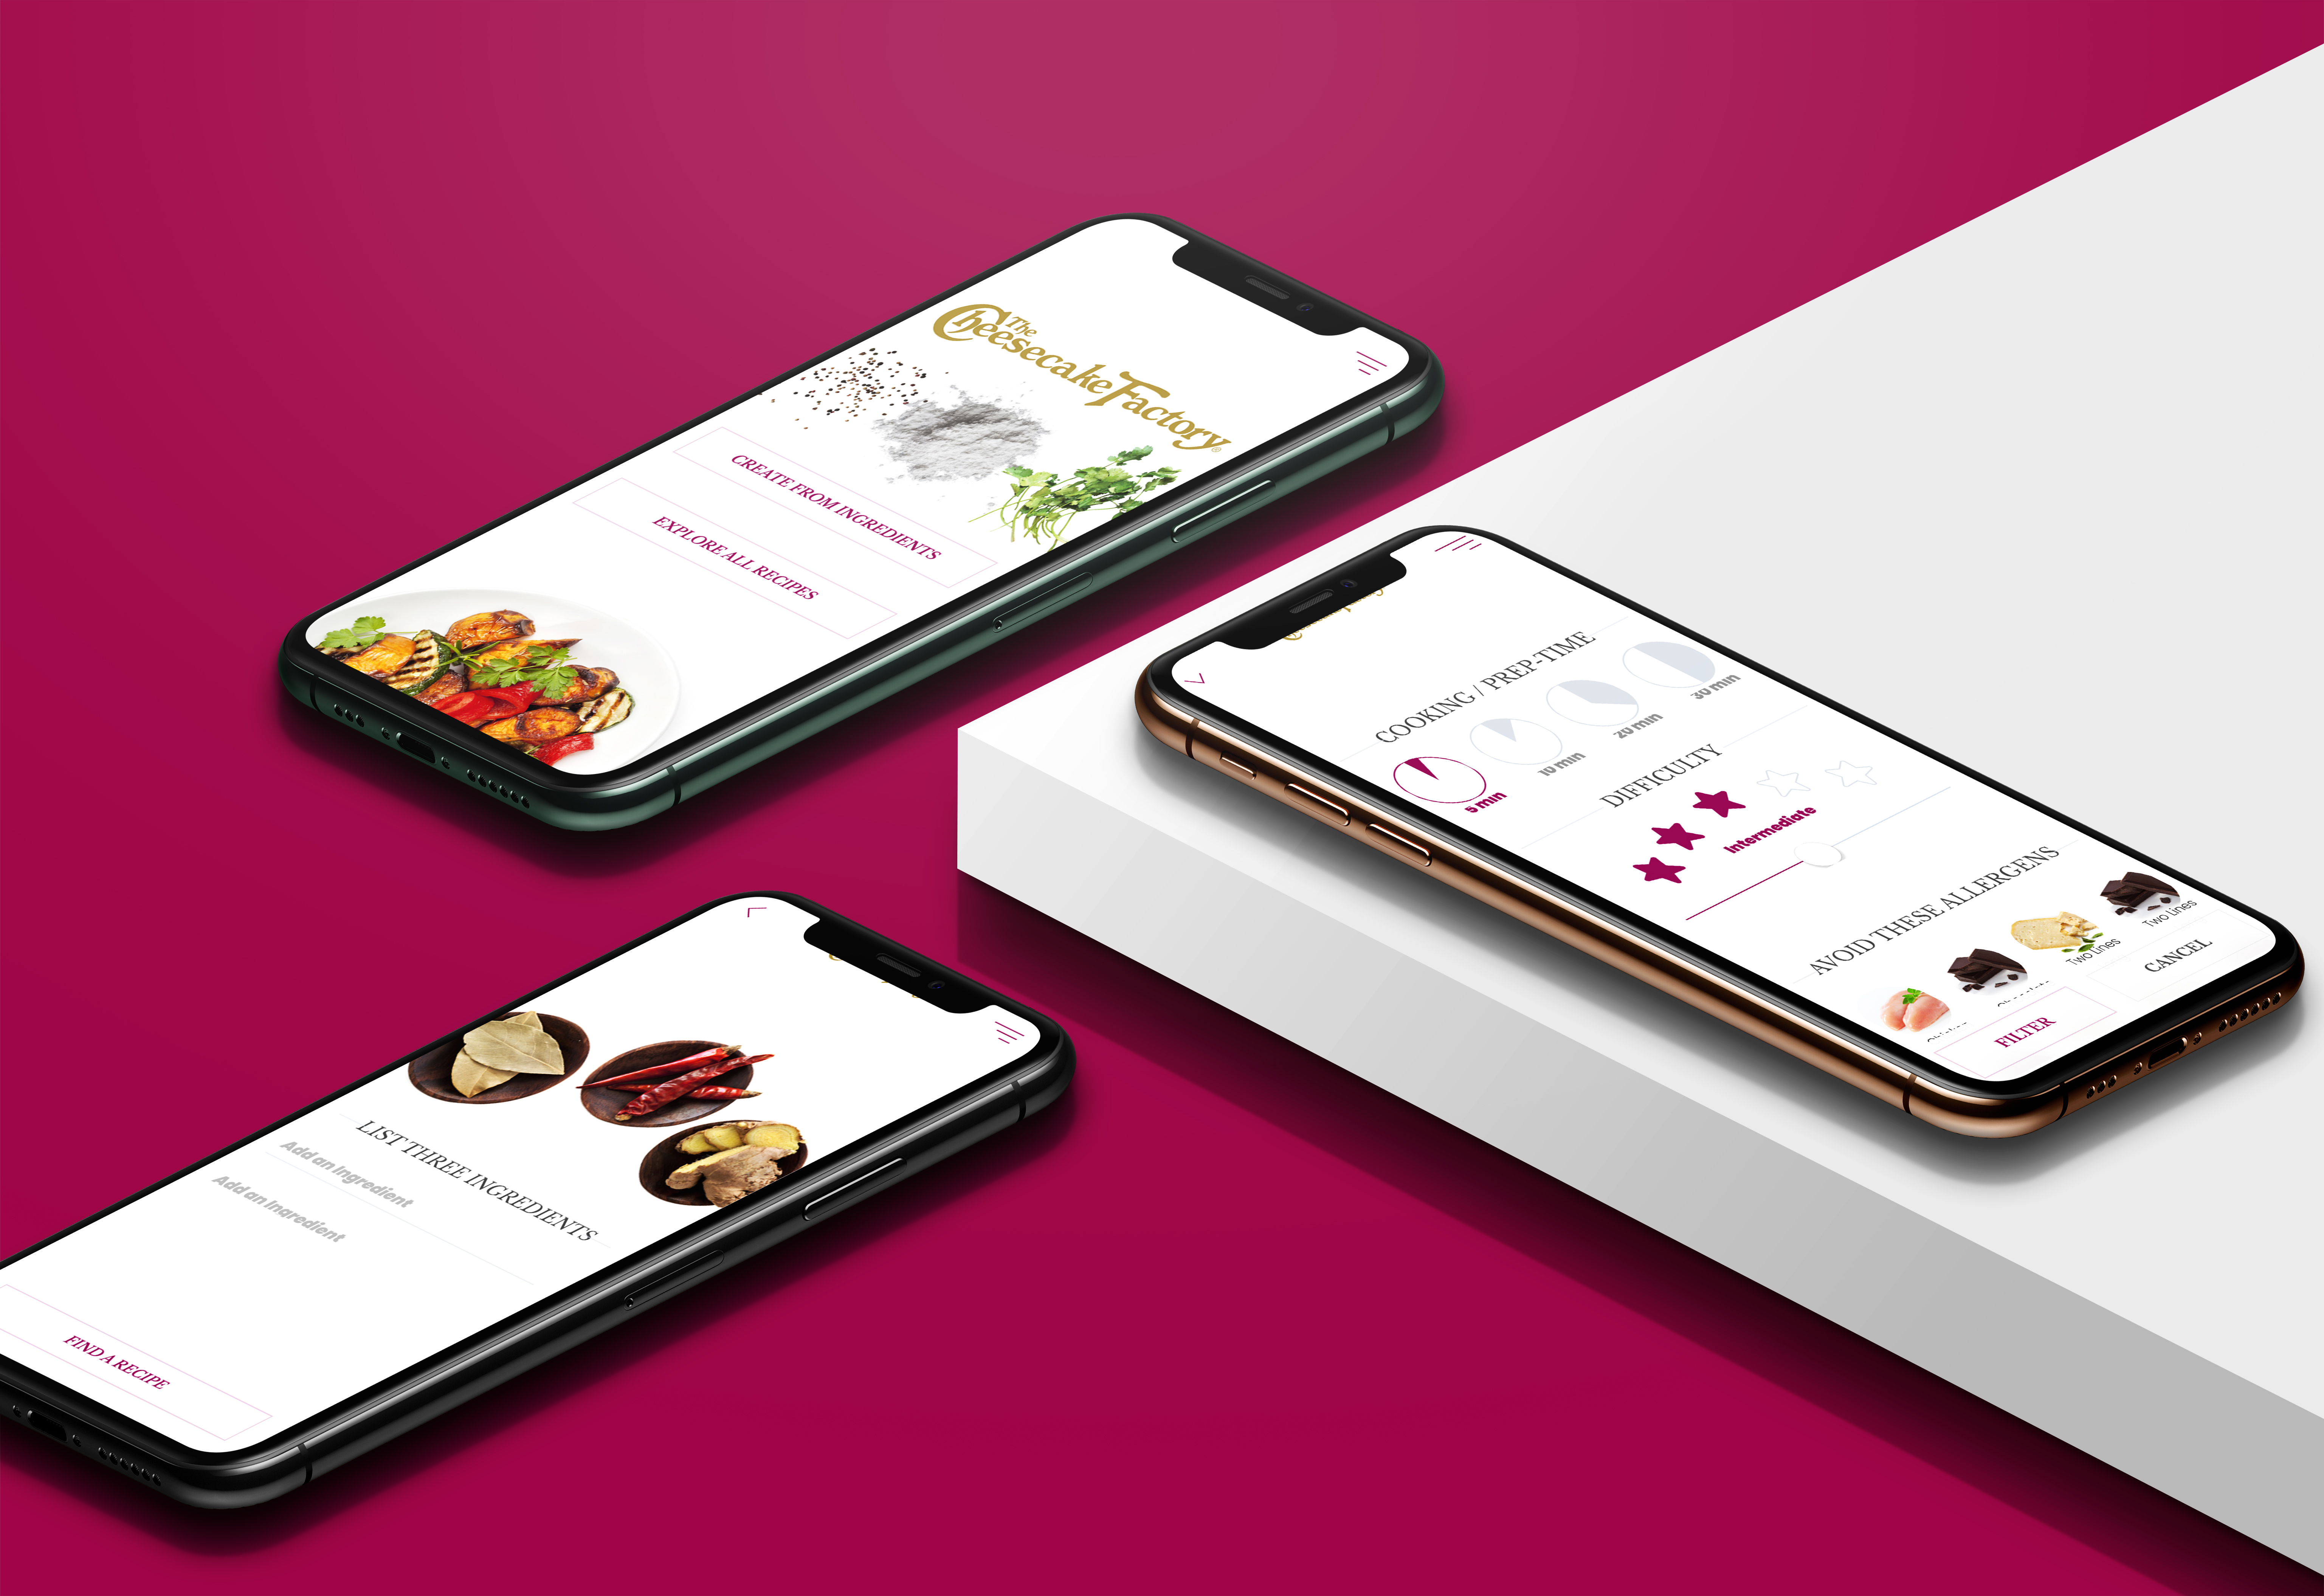 The
Cheesecake Factory®
CREATE FROM INGREDIENTS
EXPLORE ALL RECIPES
COOKING / PREP-TIME
5 min
10 min
20 min
30 min
DIFFICULTY
Intermediate
AVOID THESE ALLERGENS
Two Lines
Two Lines
FILTER
CANCEL
LIST THREE INGREDIENTS
Add an Ingredient
Add an Ingredient
FIND A RECIPE